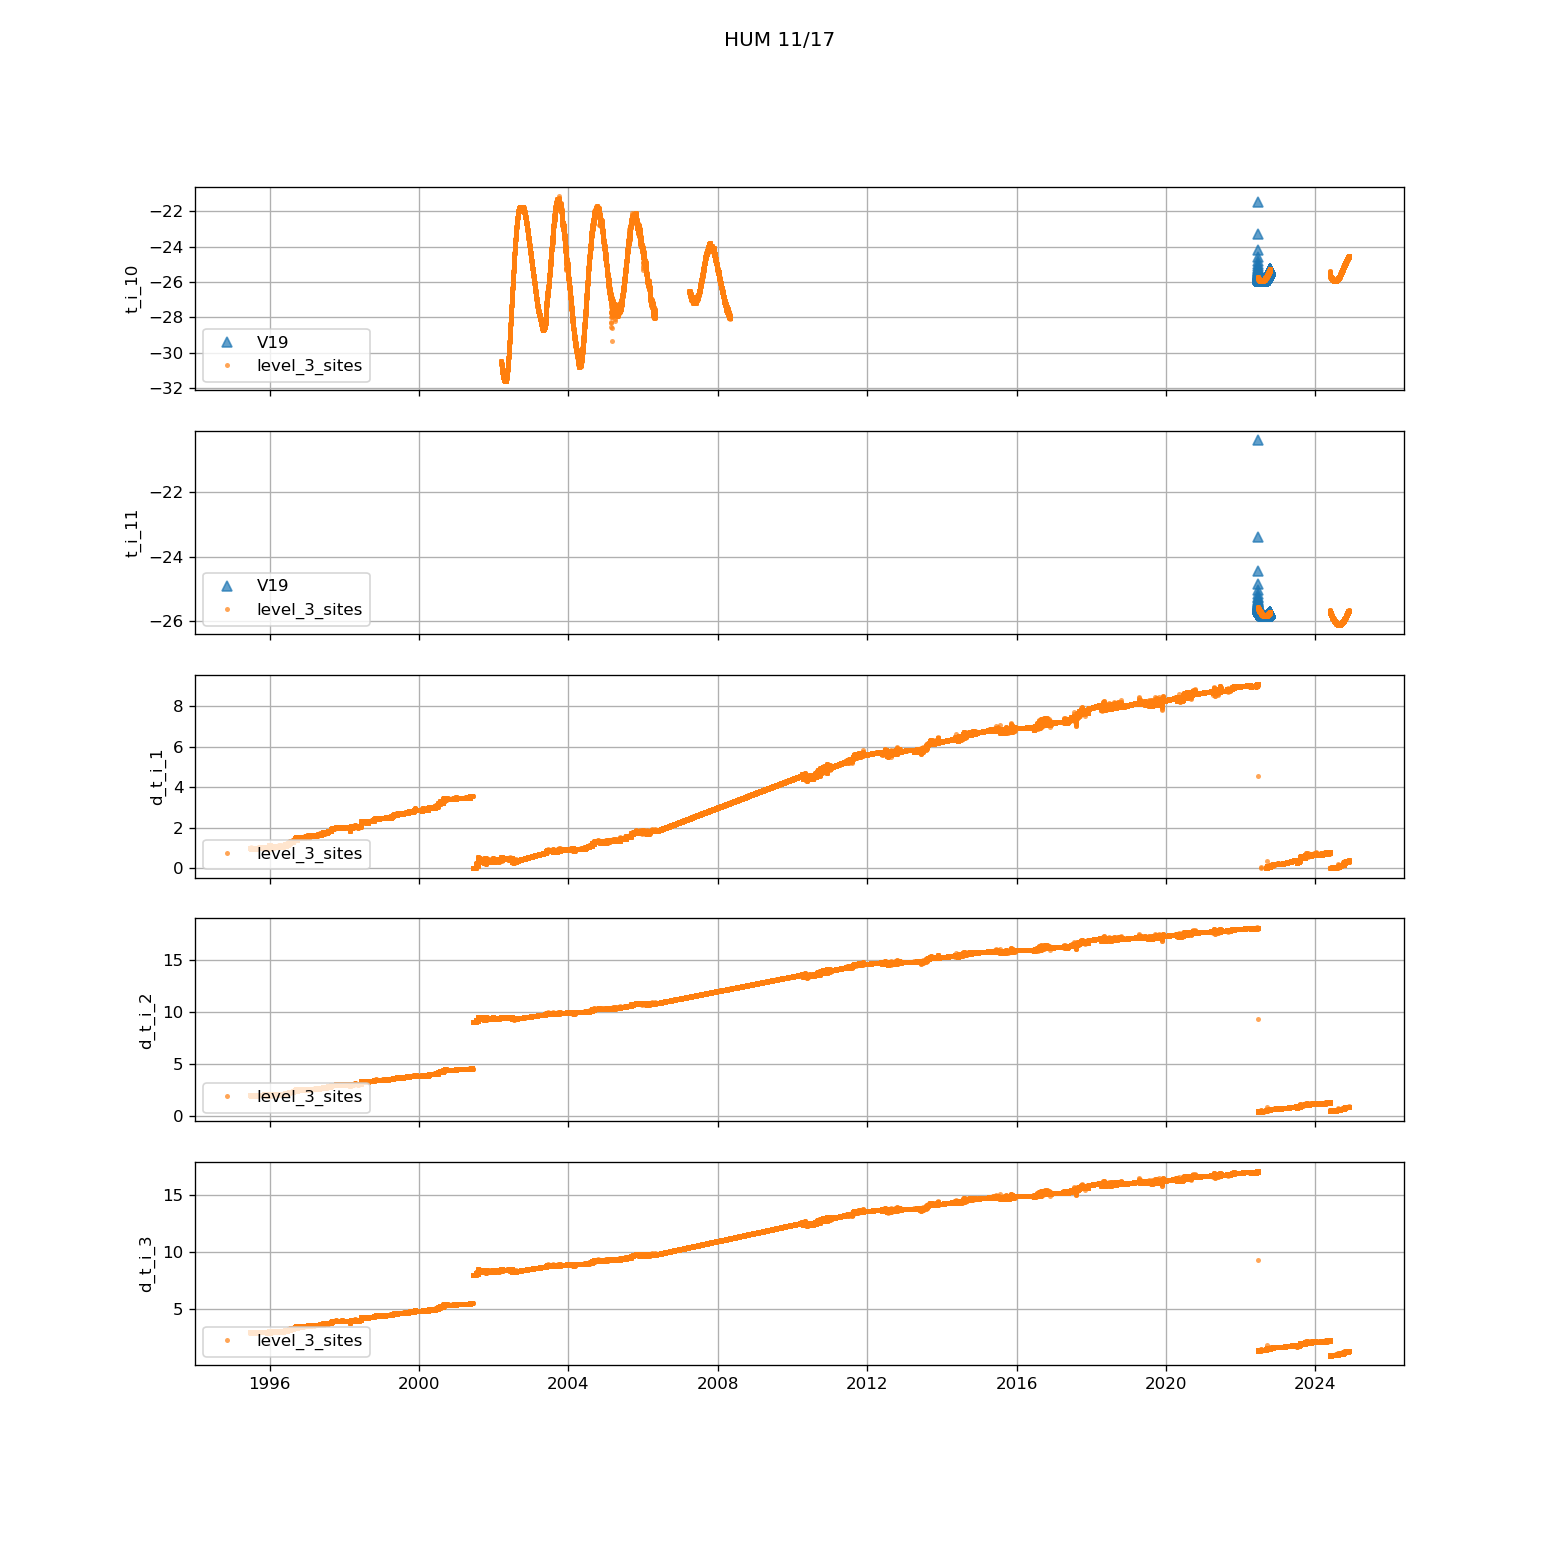 HUM 11/17
t_i_10
−22
−24
−26
−28
−30
−32
V19
level_3_sites
t_i_11
−22
−24
−26
V19
level_3_sites
d_t_i_1
8
6
4
2
0
level_3_sites
d_t_i_2
15
10
5
0
level_3_sites
d_t_i_3
15
10
5
level_3_sites
1996 2000 2004 2008 2012 2016 2020 2024